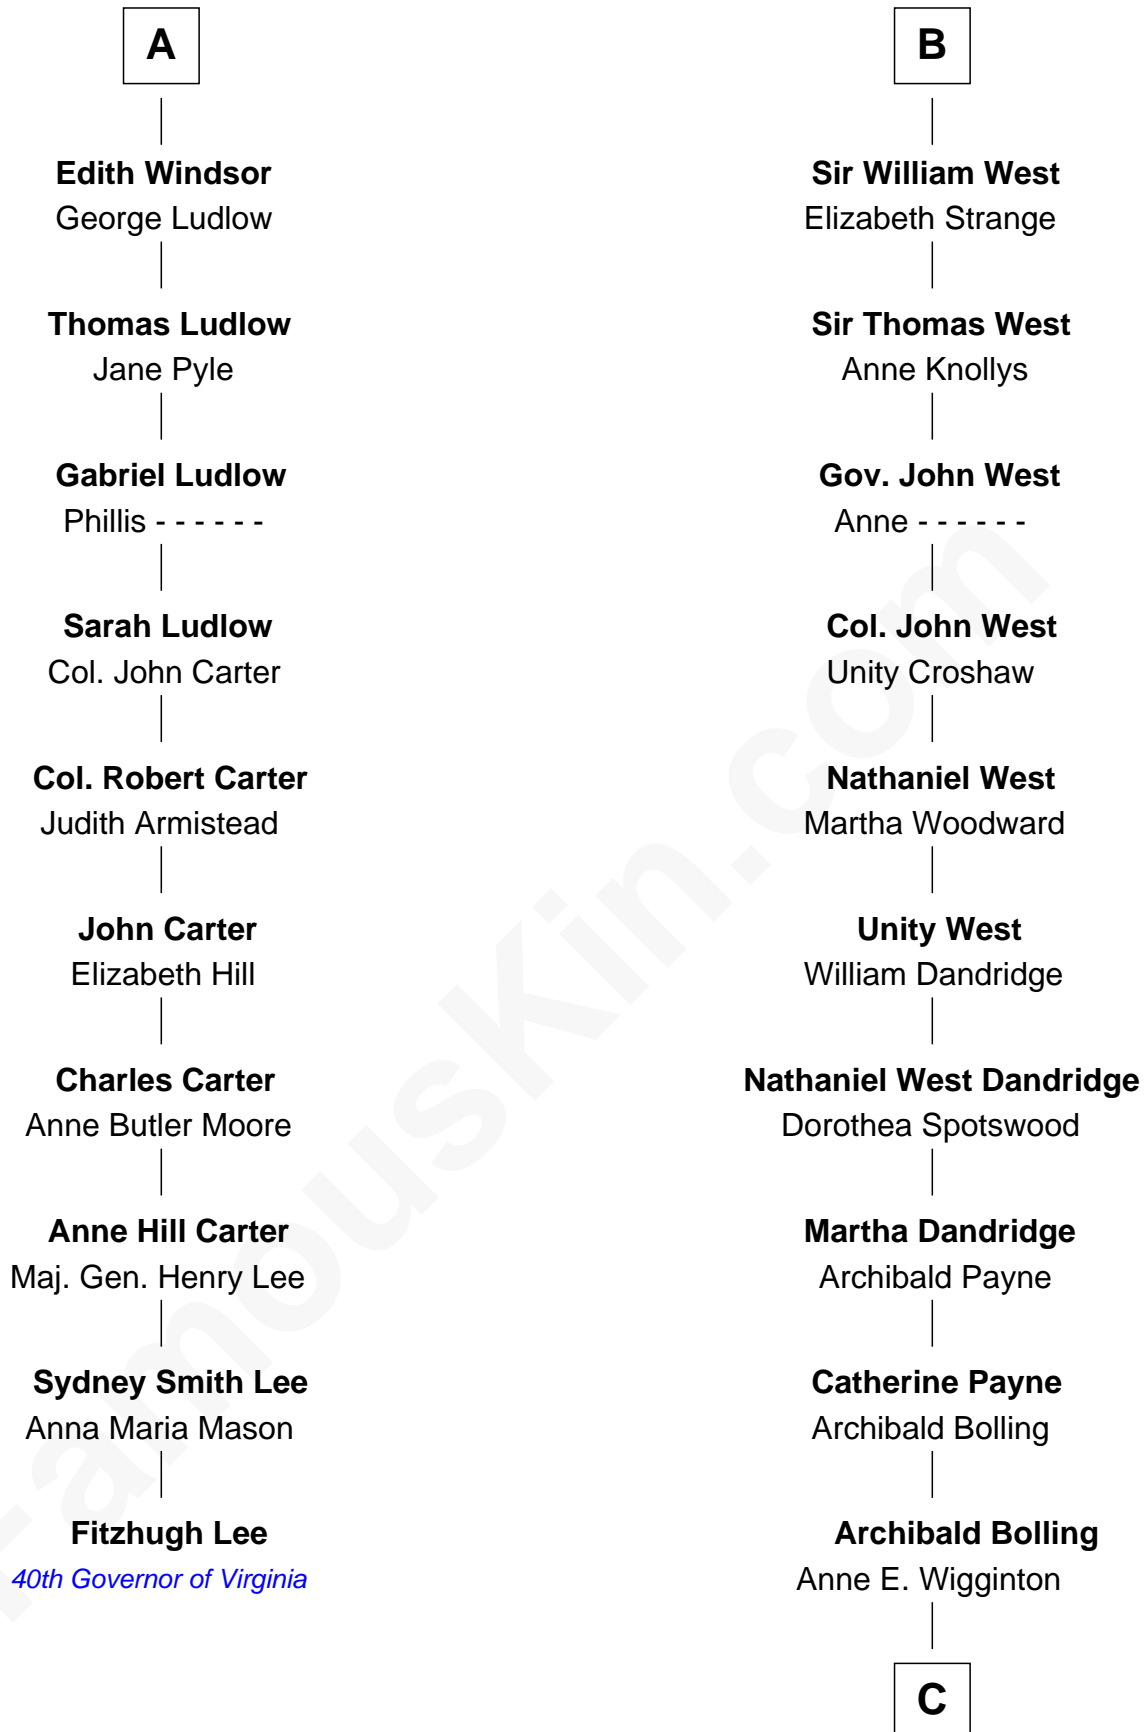 A
Edith Windsor
George Ludlow
Thomas Ludlow
Jane Pyle
Gabriel Ludlow
Phillis - - - - - -
Sarah Ludlow
Col. John Carter
Col. Robert Carter
Judith Armistead
John Carter
Elizabeth Hill
Charles Carter
Anne Butler Moore
Anne Hill Carter
Maj. Gen. Henry Lee
Sydney Smith Lee
Anna Maria Mason
Fitzhugh Lee
40th Governor of Virginia
B
Sir William West
Elizabeth Strange
Sir Thomas West
Anne Knollys
Gov. John West
Anne - - - - - -
Col. John West
Unity Croshaw
Nathaniel West
Martha Woodward
Unity West
William Dandridge
Nathaniel West Dandridge
Dorothea Spotswood
Martha Dandridge
Archibald Payne
Catherine Payne
Archibald Bolling
Archibald Bolling
Anne E. Wigginton
C
FamousKin.com